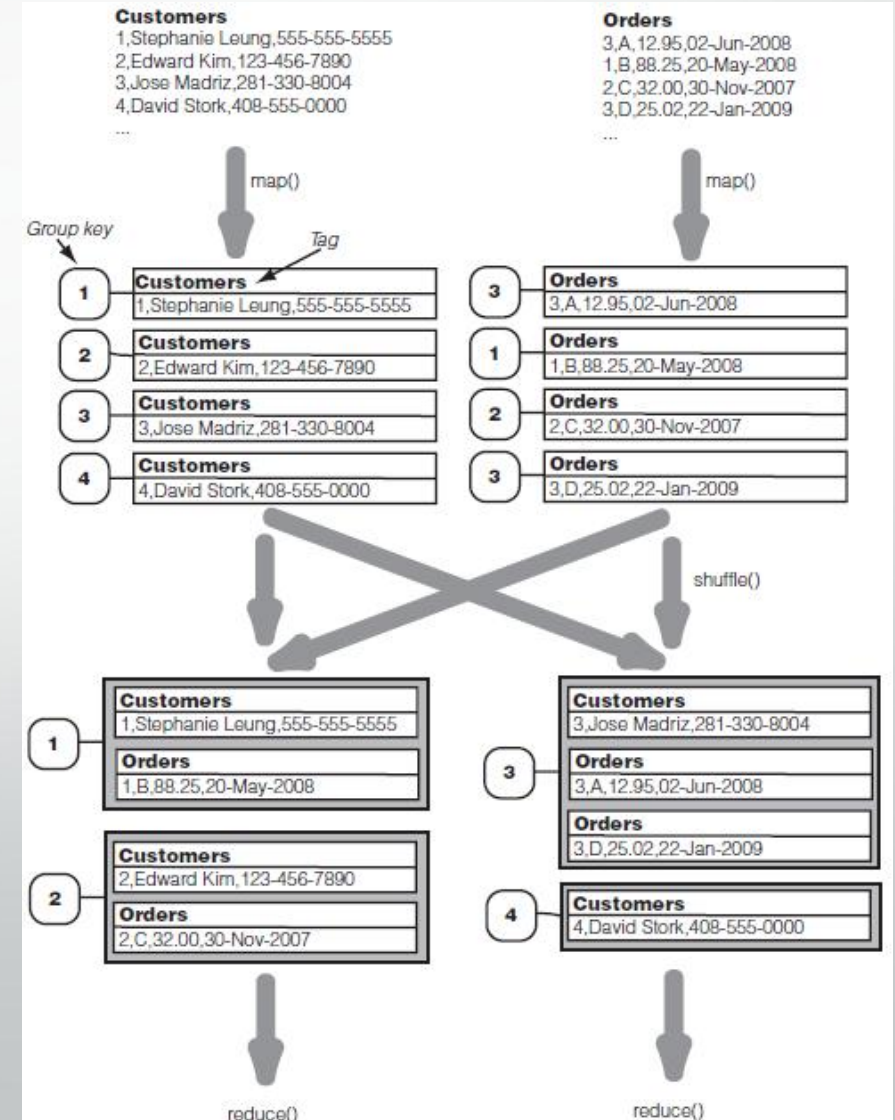 Customers
1,Stephanie Leung,555-555-5555
2,Edward Kim,123-456-7890
3,Jose Madriz,281-330-8004
4,David Stork,408-555-0000
...
Orders
3,A,12.95,02-Jun-2008
1,B,88.25,20-May-2008
2,C,32.00,30-Nov-2007
3,D,25.02,22-Jan-2009
...
map()
map()
Group key
Tag
1
Customers
1,Stephanie Leung,555-555-5555
2
Customers
2,Edward Kim,123-456-7890
3
Customers
3,Jose Madriz,281-330-8004
4
Customers
4,David Stork,408-555-0000
3
Orders
3,A,12.95,02-Jun-2008
1
Orders
1,B,88.25,20-May-2008
2
Orders
2,C,32.00,30-Nov-2007
3
Orders
3,D,25.02,22-Jan-2009
shuffle()
1
Customers
1,Stephanie Leung,555-555-5555
Orders
1,B,88.25,20-May-2008
2
Customers
2,Edward Kim,123-456-7890
Orders
2,C,32.00,30-Nov-2007
3
Customers
3,Jose Madriz,281-330-8004
Orders
3,A,12.95,02-Jun-2008
Orders
3,D,25.02,22-Jan-2009
4
Customers
4,David Stork,408-555-0000
reduce()
reduce()